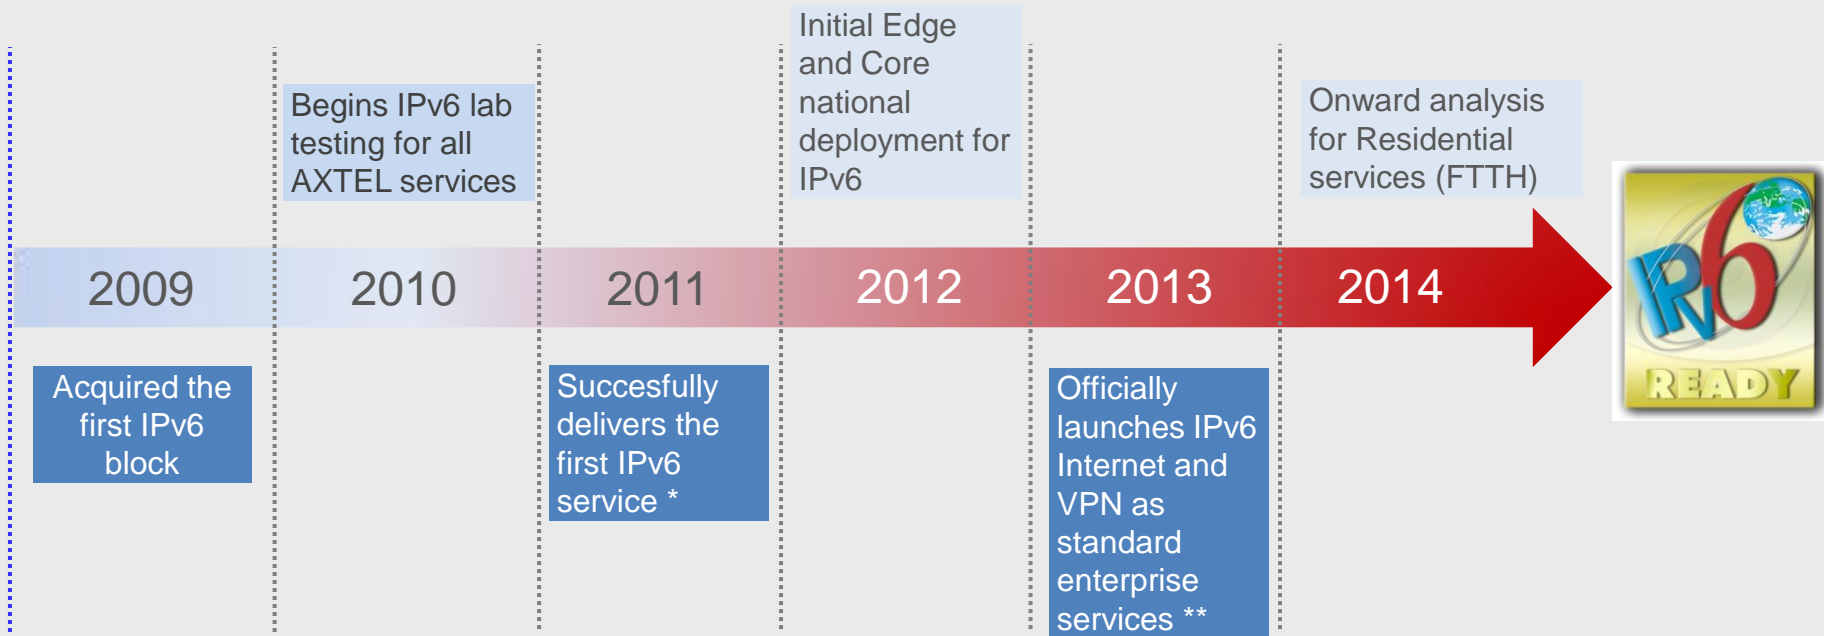 Initial Edge
and Core
national
deployment for
IPv6
Begins IPv6 lab
testing for all
AXTEL services
Onward analysis
for Residential
services (FTTH)
2009
2010
2011
2012
2013
2014
IPv6
READY
Acquired the
first IPv6
block
Succesfully
delivers the
first IPv6
service *
Officially
launches IPv6
Internet and
VPN as
standard
enterprise
services **